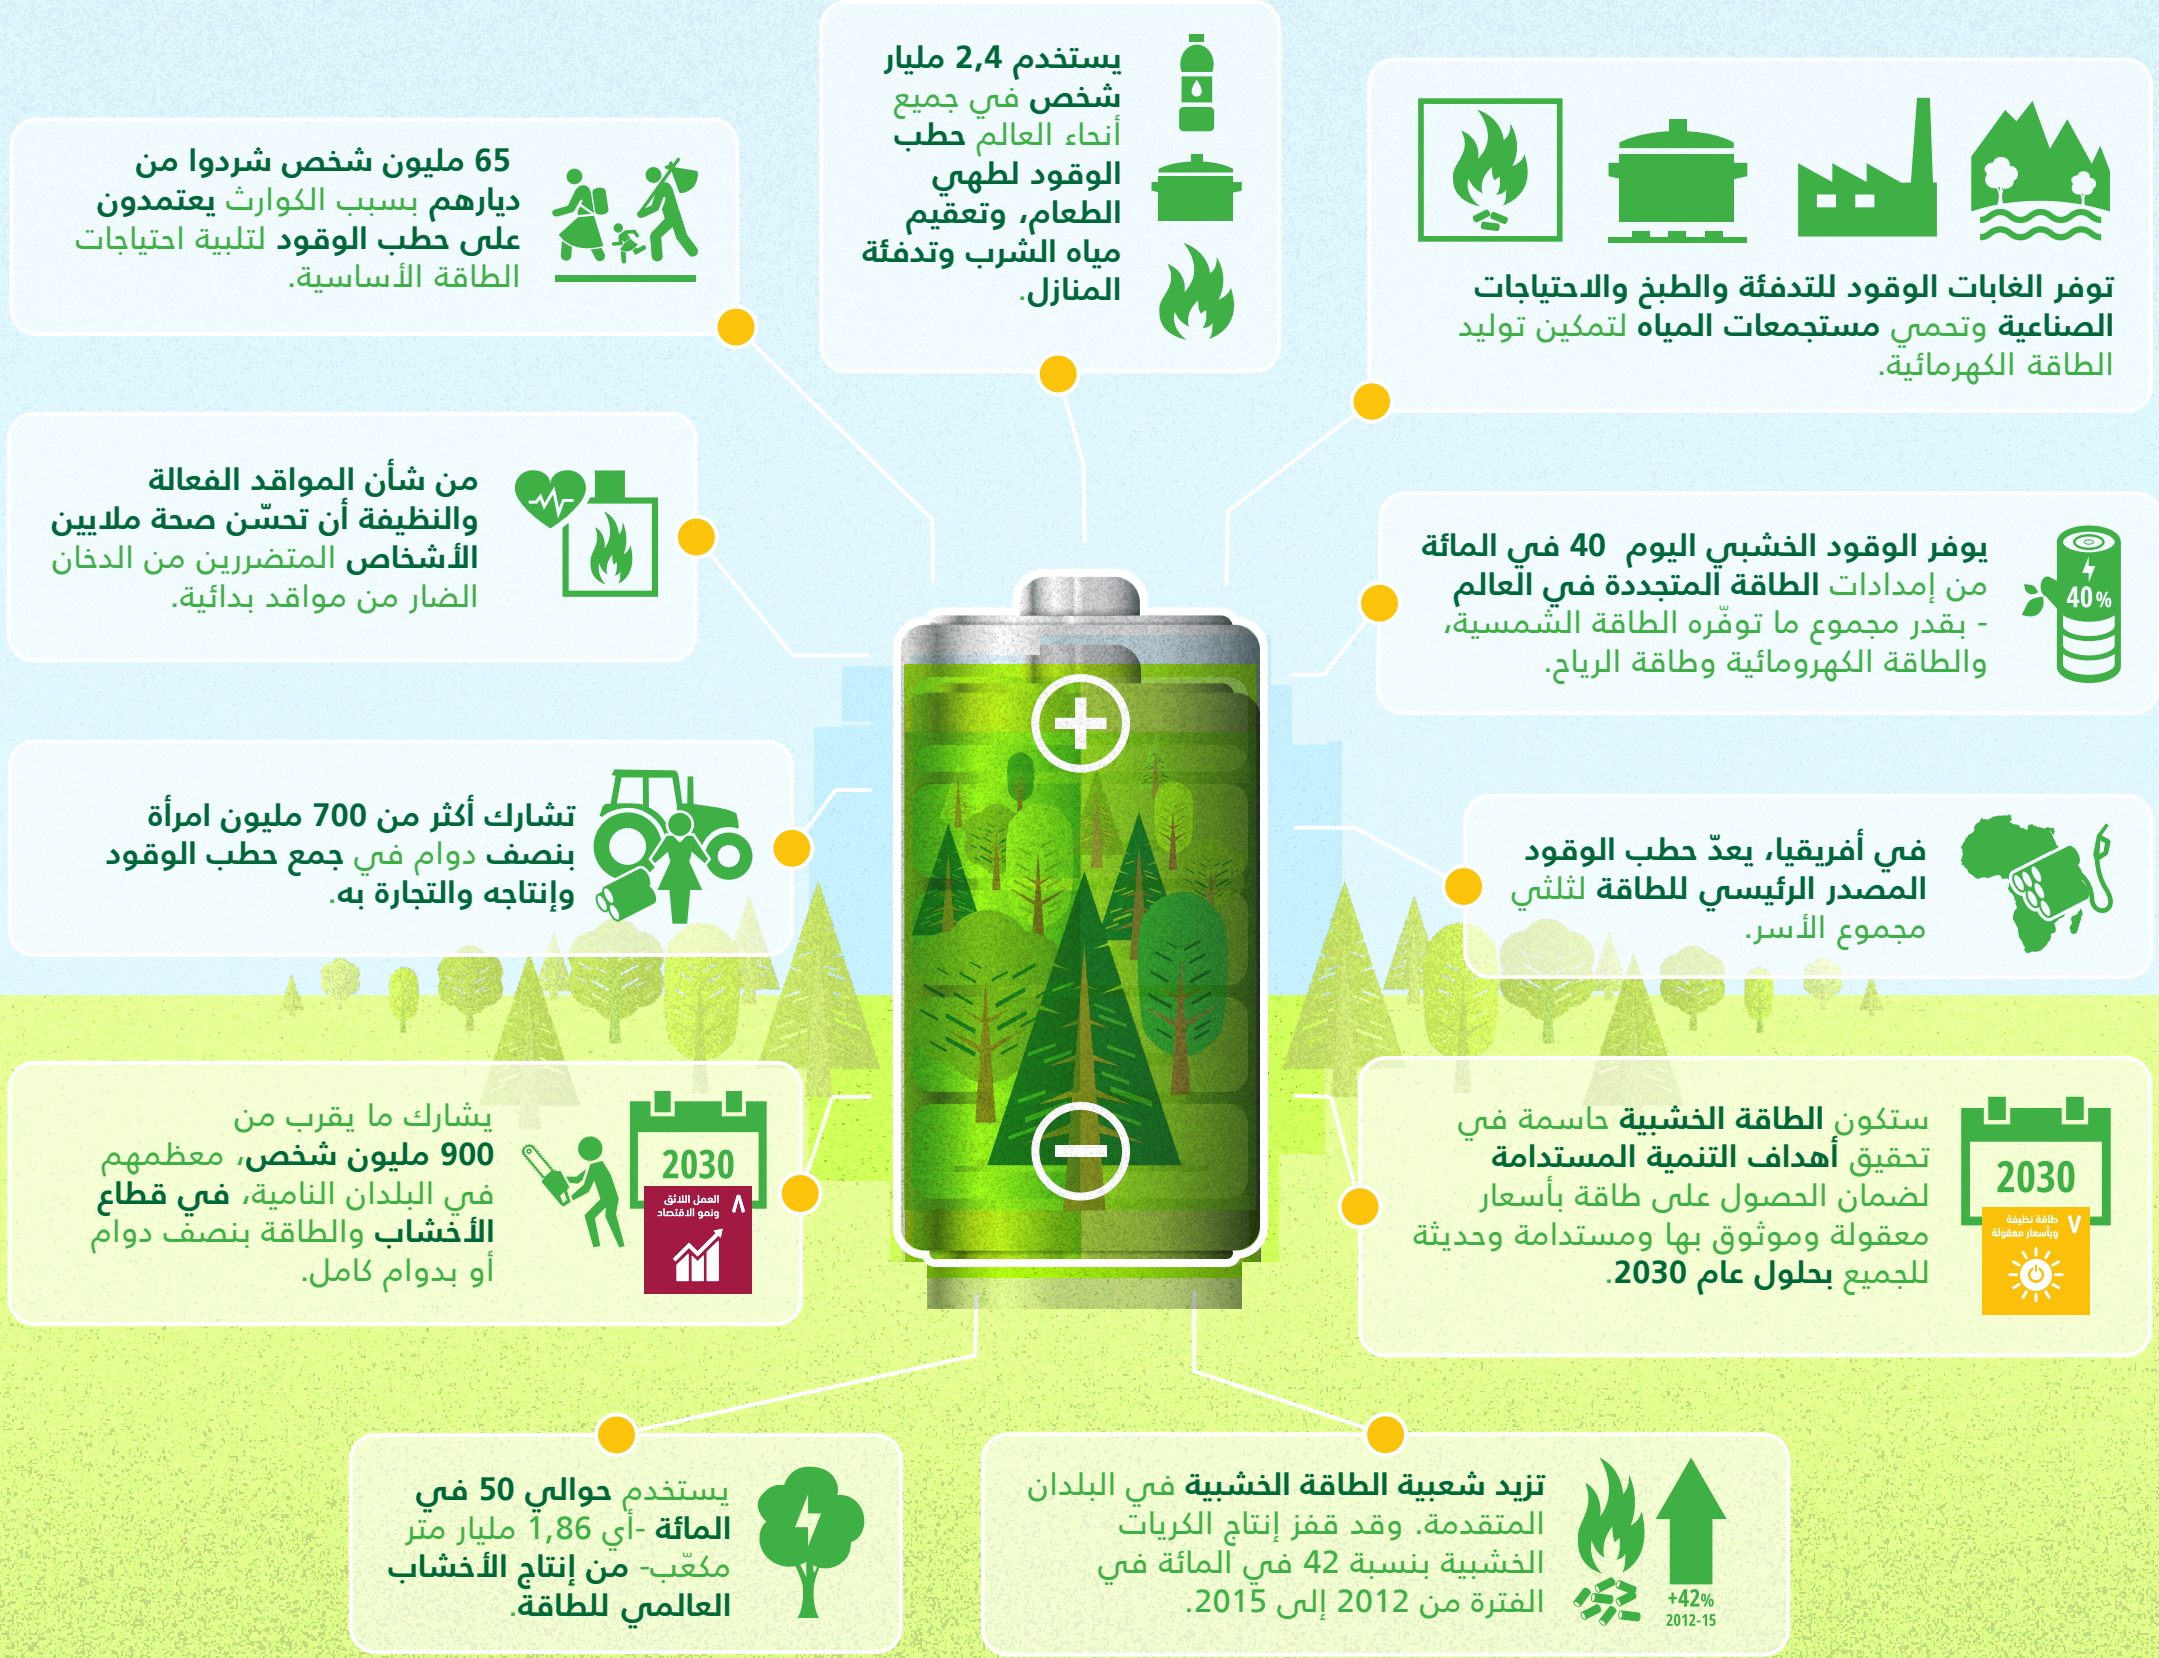 توفر الغابات الوقود للتدفئة والطبخ والاحتياجات
الصناعية وتحمي مستجمعات المياه لتمكين توليد
الطاقة الكهرمائية.
يستخدم 2,4 مليار
شخص في جميع
أنحاء العالم حطب
الوقود لطهي
الطعام، وتعقيم
مياه الشرب وتدفئة
المنازل.
65 مليون شخص شردوا من
ديارهم بسبب الكوارث يعتمدون
على حطب الوقود لتلبية احتياجات
الطاقة الأساسية.
يوفر الوقود الخشبي اليوم 40 في المائة
من إمدادات الطاقة المتجددة في العالم
- بقدر مجموع ما توفّره الطاقة الشمسية،
والطاقة الكهرومائية وطاقة الرياح.
40%
من شأن المواقد الفعالة
والنظيفة أن تحسّن صحة ملايين
الأشخاص المتضررين من الدخان
الضار من مواقد بدائية.
في أفريقيا، يعدّ حطب الوقود
المصدر الرئيسي للطاقة لثلثي
مجموع الأسر.
تشارك أكثر من 700 مليون امرأة
بنصف دوام في جمع حطب الوقود
وإنتاجه والتجارة به.
2030
٧ طاقة نظيفة
وبأسعار معقولة
ستكون الطاقة الخشبية حاسمة في
تحقيق أهداف التنمية المستدامة
لضمان الحصول على طاقة بأسعار
معقولة وموثوق بها ومستدامة وحديثة
للجميع بحلول عام 2030.
2030
٨ العمل اللائق
ونمو الاقتصاد
يشارك ما يقرب من
900 مليون شخص، معظمهم
في البلدان النامية، في قطاع
الأخشاب والطاقة بنصف دوام
أو بدوام كامل.
تزيد شعبية الطاقة الخشبية في البلدان
المتقدمة. وقد قفز إنتاج الكريات
الخشبية بنسبة 42 في المائة في
الفترة من 2012 إلى 2015.
+42%
2012-15
يستخدم حوالي 50 في
المائة -أي 1,86 مليار متر
مكعّب- من إنتاج الأخشاب
العالمي للطاقة.